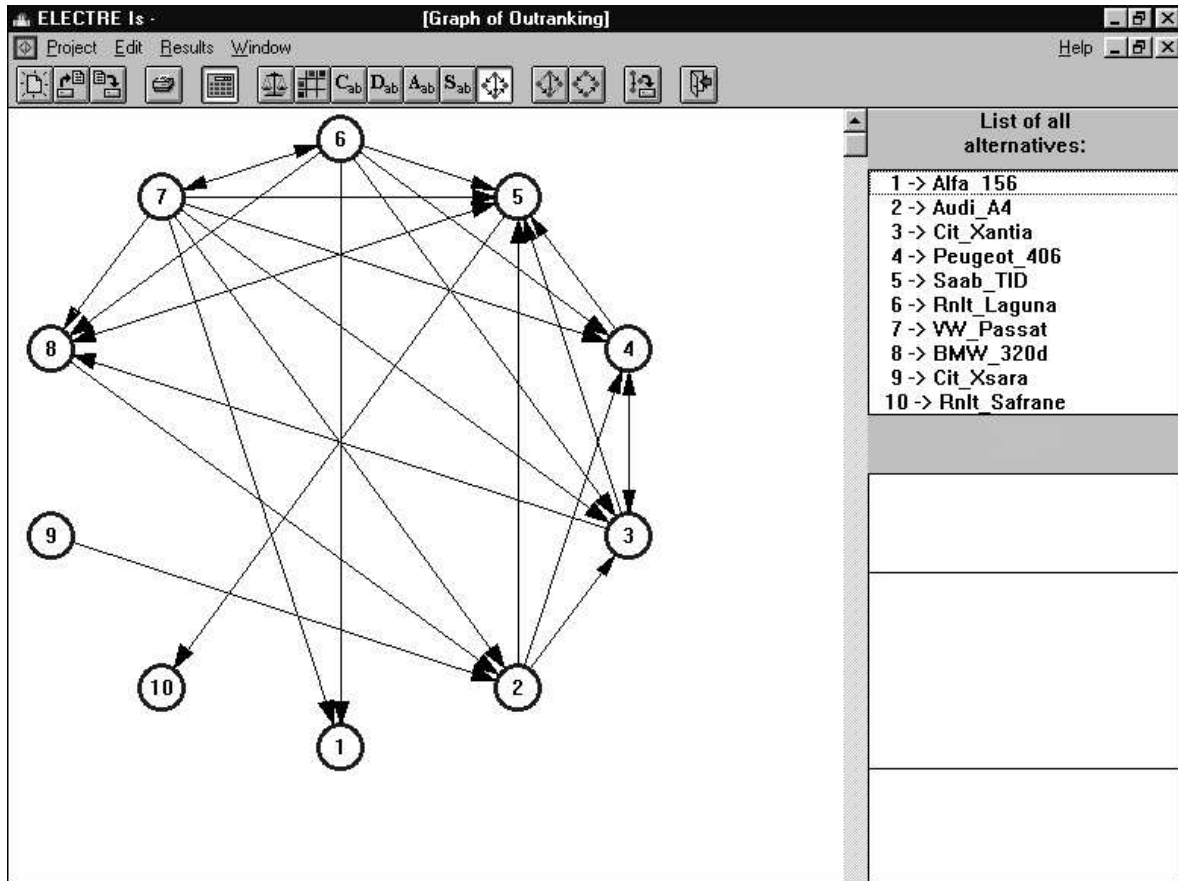 ELECTRE Is - [Graph of Outranking]
Project Edit Results Window Help
Cab Dab Aab Sab
List of all
alternatives:
1 -> Alfa_156
2 -> Audi_A4
3 -> Cit_Xantia
4 -> Peugeot_406
5 -> Saab_TID
6 -> Rnlt_Laguna
7 -> VW_Passat
8 -> BMW_320d
9 -> Cit_Xsara
10 -> Rnlt_Safrane
6
7
5
8
4
9
3
10
2
1